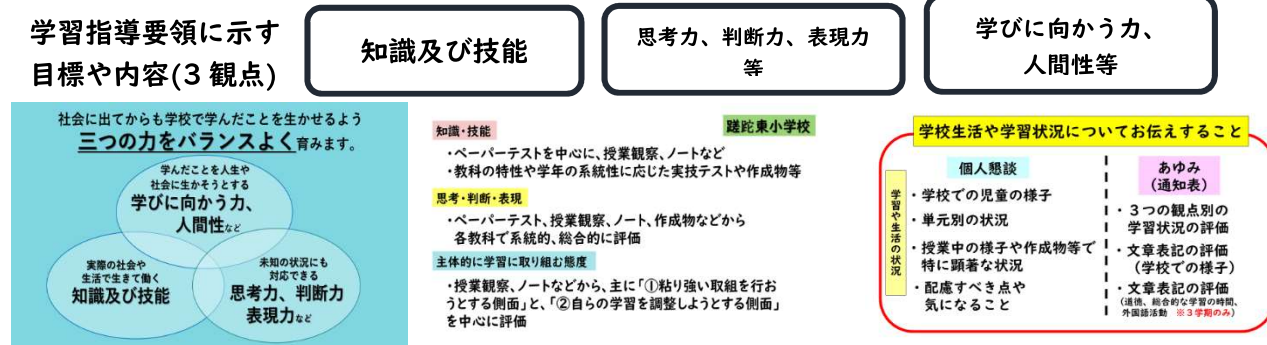 学習指導要領に示す
目標や内容(3 観点)
知識及び技能
思考力、判断力、表現力
等
学びに向かう力、
人間性等
社会に出てからも学校で学んだことを生かせるよう
三つの力をバランスよく育みます。
学んだことを人生や
社会に生かそうとする
学びに向かう力、
人間性など
実際の社会や
生活で生きて働く
知識及び技能
未知の状況にも
対応できる
思考力、判断力
表現力など
蹉跎東小学校
知識・技能
・ペーパーテストを中心に、授業観察、ノートなど
・教科の特性や学年の系統性に応じた実技テストや作成物等
思考・判断・表現
・ペーパーテスト、授業観察、ノート、作成物などから
各教科で系統的、総合的に評価
主体的に学習に取り組む態度
・授業観察、ノートなどから、主に「①粘り強い取組を行お
うとする側面」と、「②自らの学習を調整しようとする側面」
を中心に評価
学校生活や学習状況についてお伝えすること
学習や生活の状況
個人懇談
・学校での児童の様子
・単元別の状況
・授業中の様子や作成物等で
特に顕著な状況
・配慮すべき点や
気になること
あゆみ
(通知表)
・３つの観点別の
学習状況の評価
・文章表記の評価
(学校での様子)
・文章表記の評価
(道徳、総合的な学習の時間、
外国語活動 ※３学期のみ)